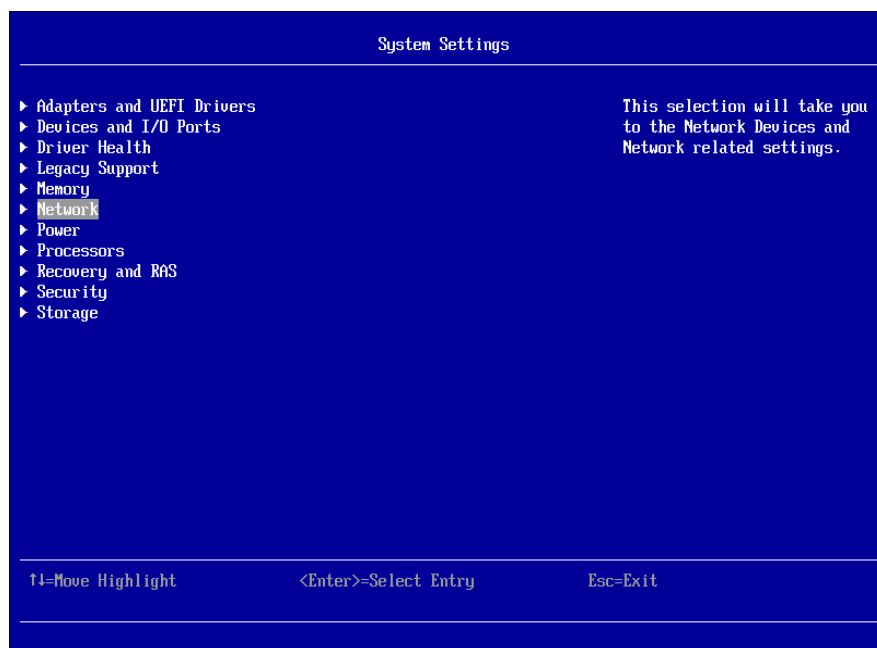 System Settings
▶ Adapters and UEFI Drivers
▶ Devices and I/O Ports
▶ Driver Health
▶ Legacy Support
▶ Memory
▶ Network
▶ Power
▶ Processors
▶ Recovery and RAS
▶ Security
▶ Storage
This selection will take you
to the Network Devices and
Network related settings.
↑↓=Move Highlight <Enter>=Select Entry Esc=Exit